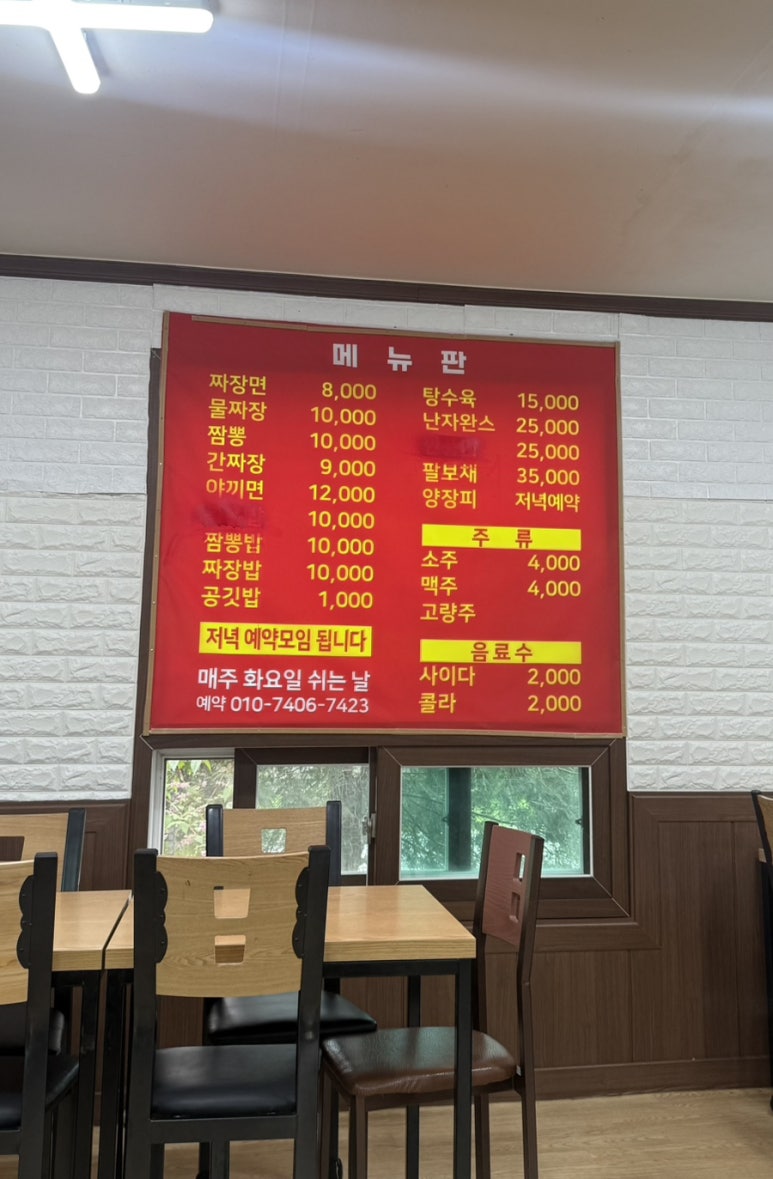 메뉴판
짜장면 8,000
물짜장 10,000
짬뽕 10,000
간짜장 9,000
야끼면 12,000
밥 10,000
짬뽕밥 10,000
짜장밥 10,000
공깃밥 1,000
저녁 예약모임 됩니다
매주 화요일 쉬는 날
예약 010-7406-7423
탕수육 15,000
난자완스 25,000
25,000
팔보채 35,000
양장피 저녁예약
주 류
소주 4,000
맥주 4,000
고량주
음료수
사이다 2,000
콜라 2,000